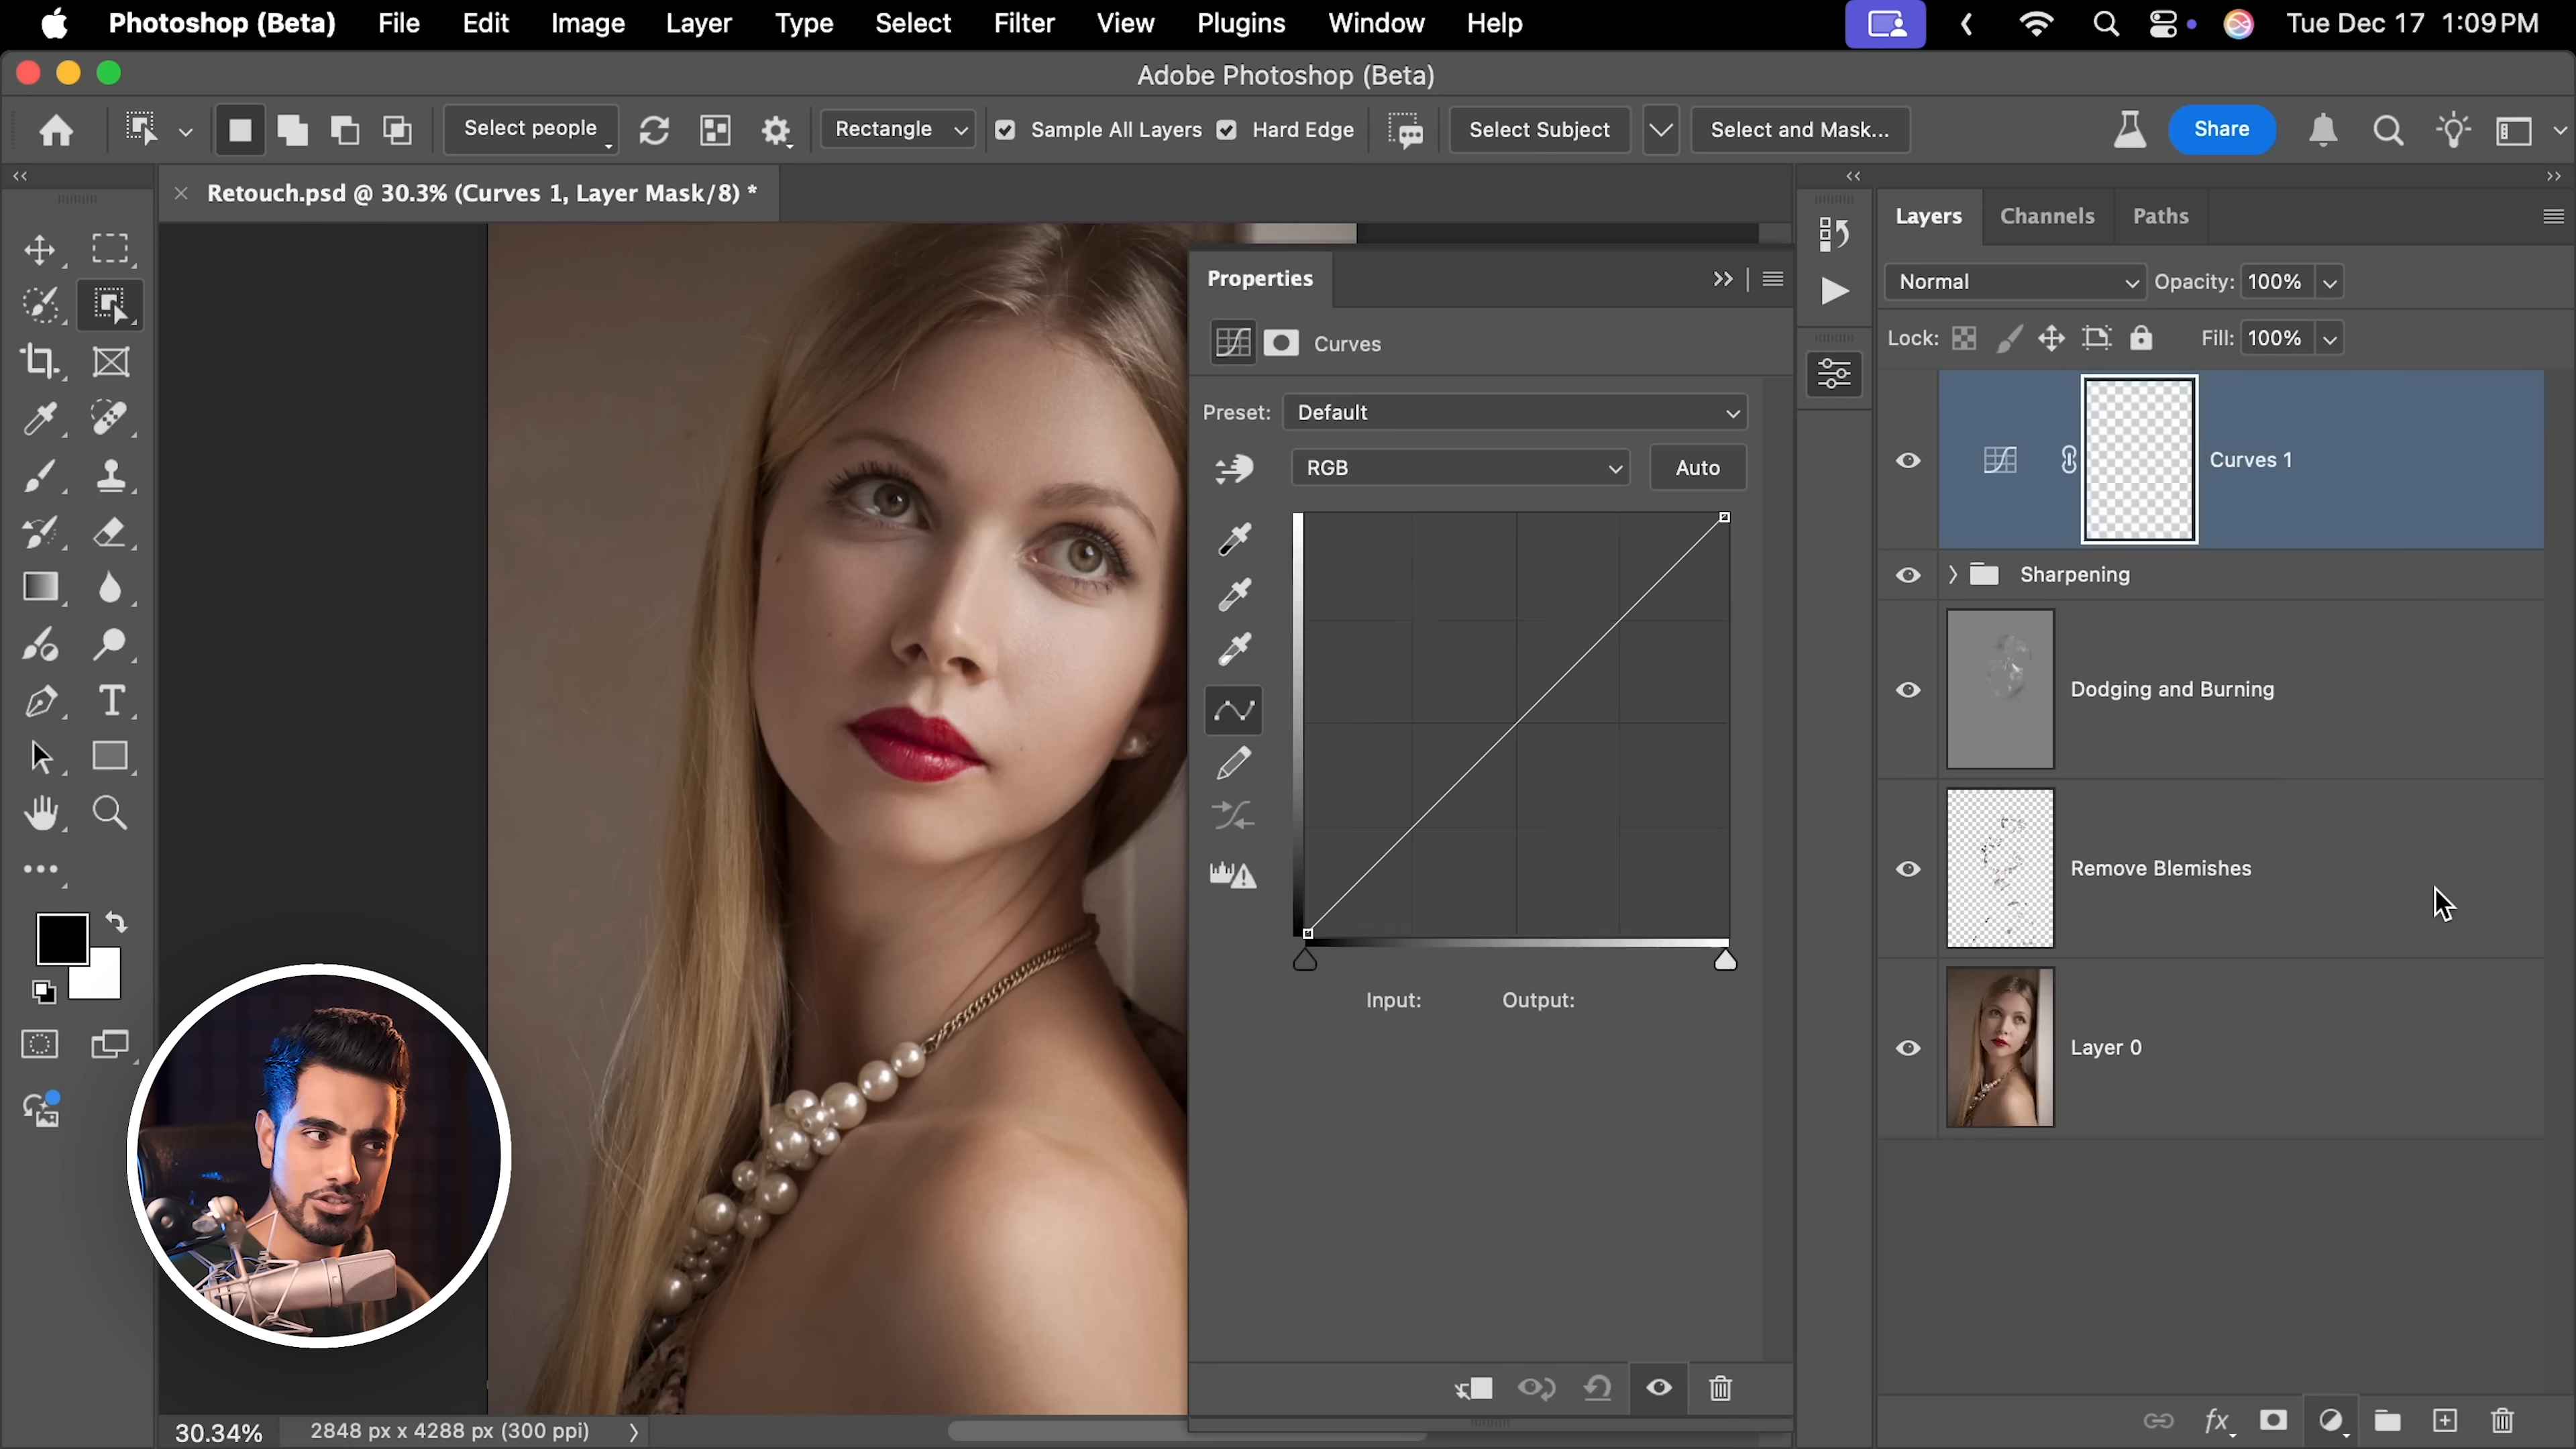 Photoshop (Beta) File Edit Image Layer Type Select Filter View Plugins Window Help Tue Dec 17 1:09 PM
Adobe Photoshop (Beta)
Select people Rectangle Sample All Layers Hard Edge Select Subject Select and Mask... Share
Retouch.psd @ 30.3% (Curves 1, Layer Mask/8) *
Layers Channels Paths
Normal Opacity: 100%
Lock: Fill: 100%
Properties
Curves
Preset: Default
RGB Auto
Input: Output:
Curves 1
Sharpening
Dodging and Burning
Remove Blemishes
Layer 0
fx
30.34% 2848 px x 4288 px (300 ppi)